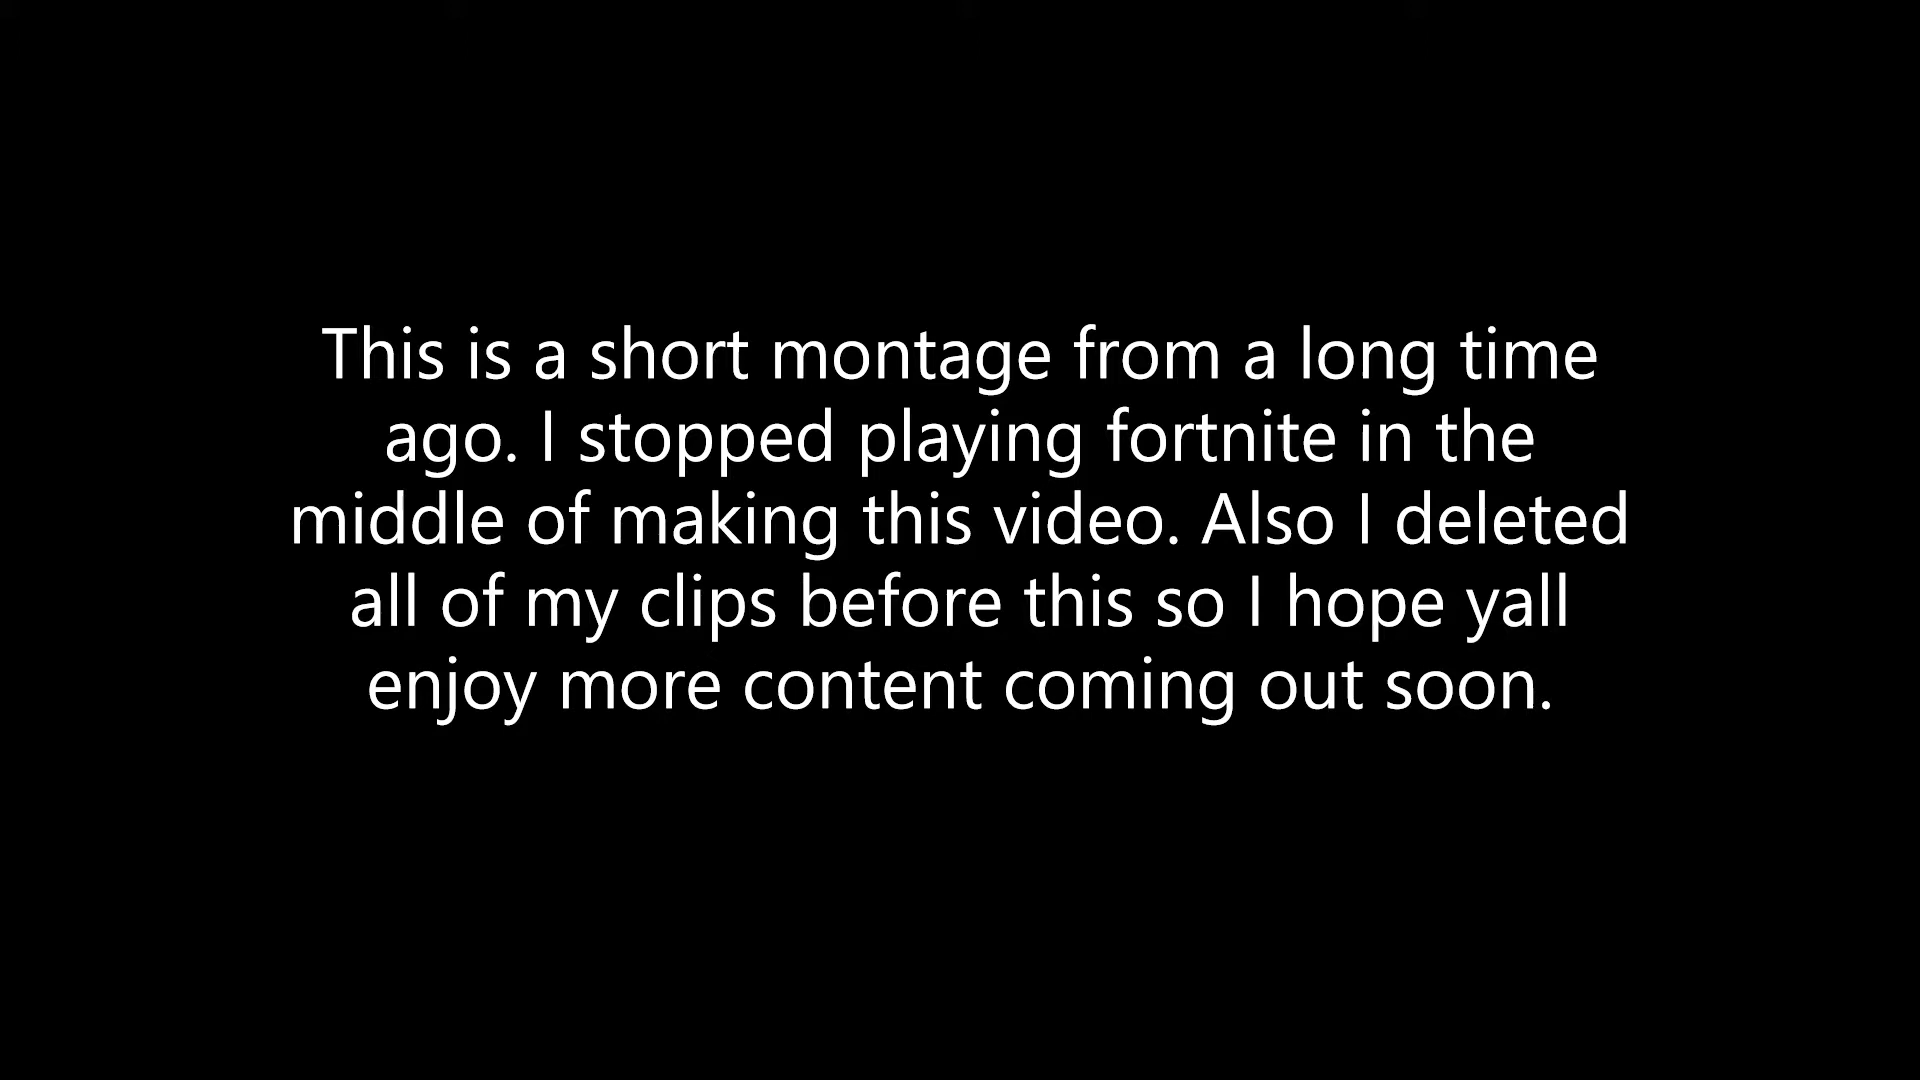 This is a short montage from a long time
ago. I stopped playing fortnite in the
middle of making this video. Also I deleted
all of my clips before this so I hope yall
enjoy more content coming out soon.